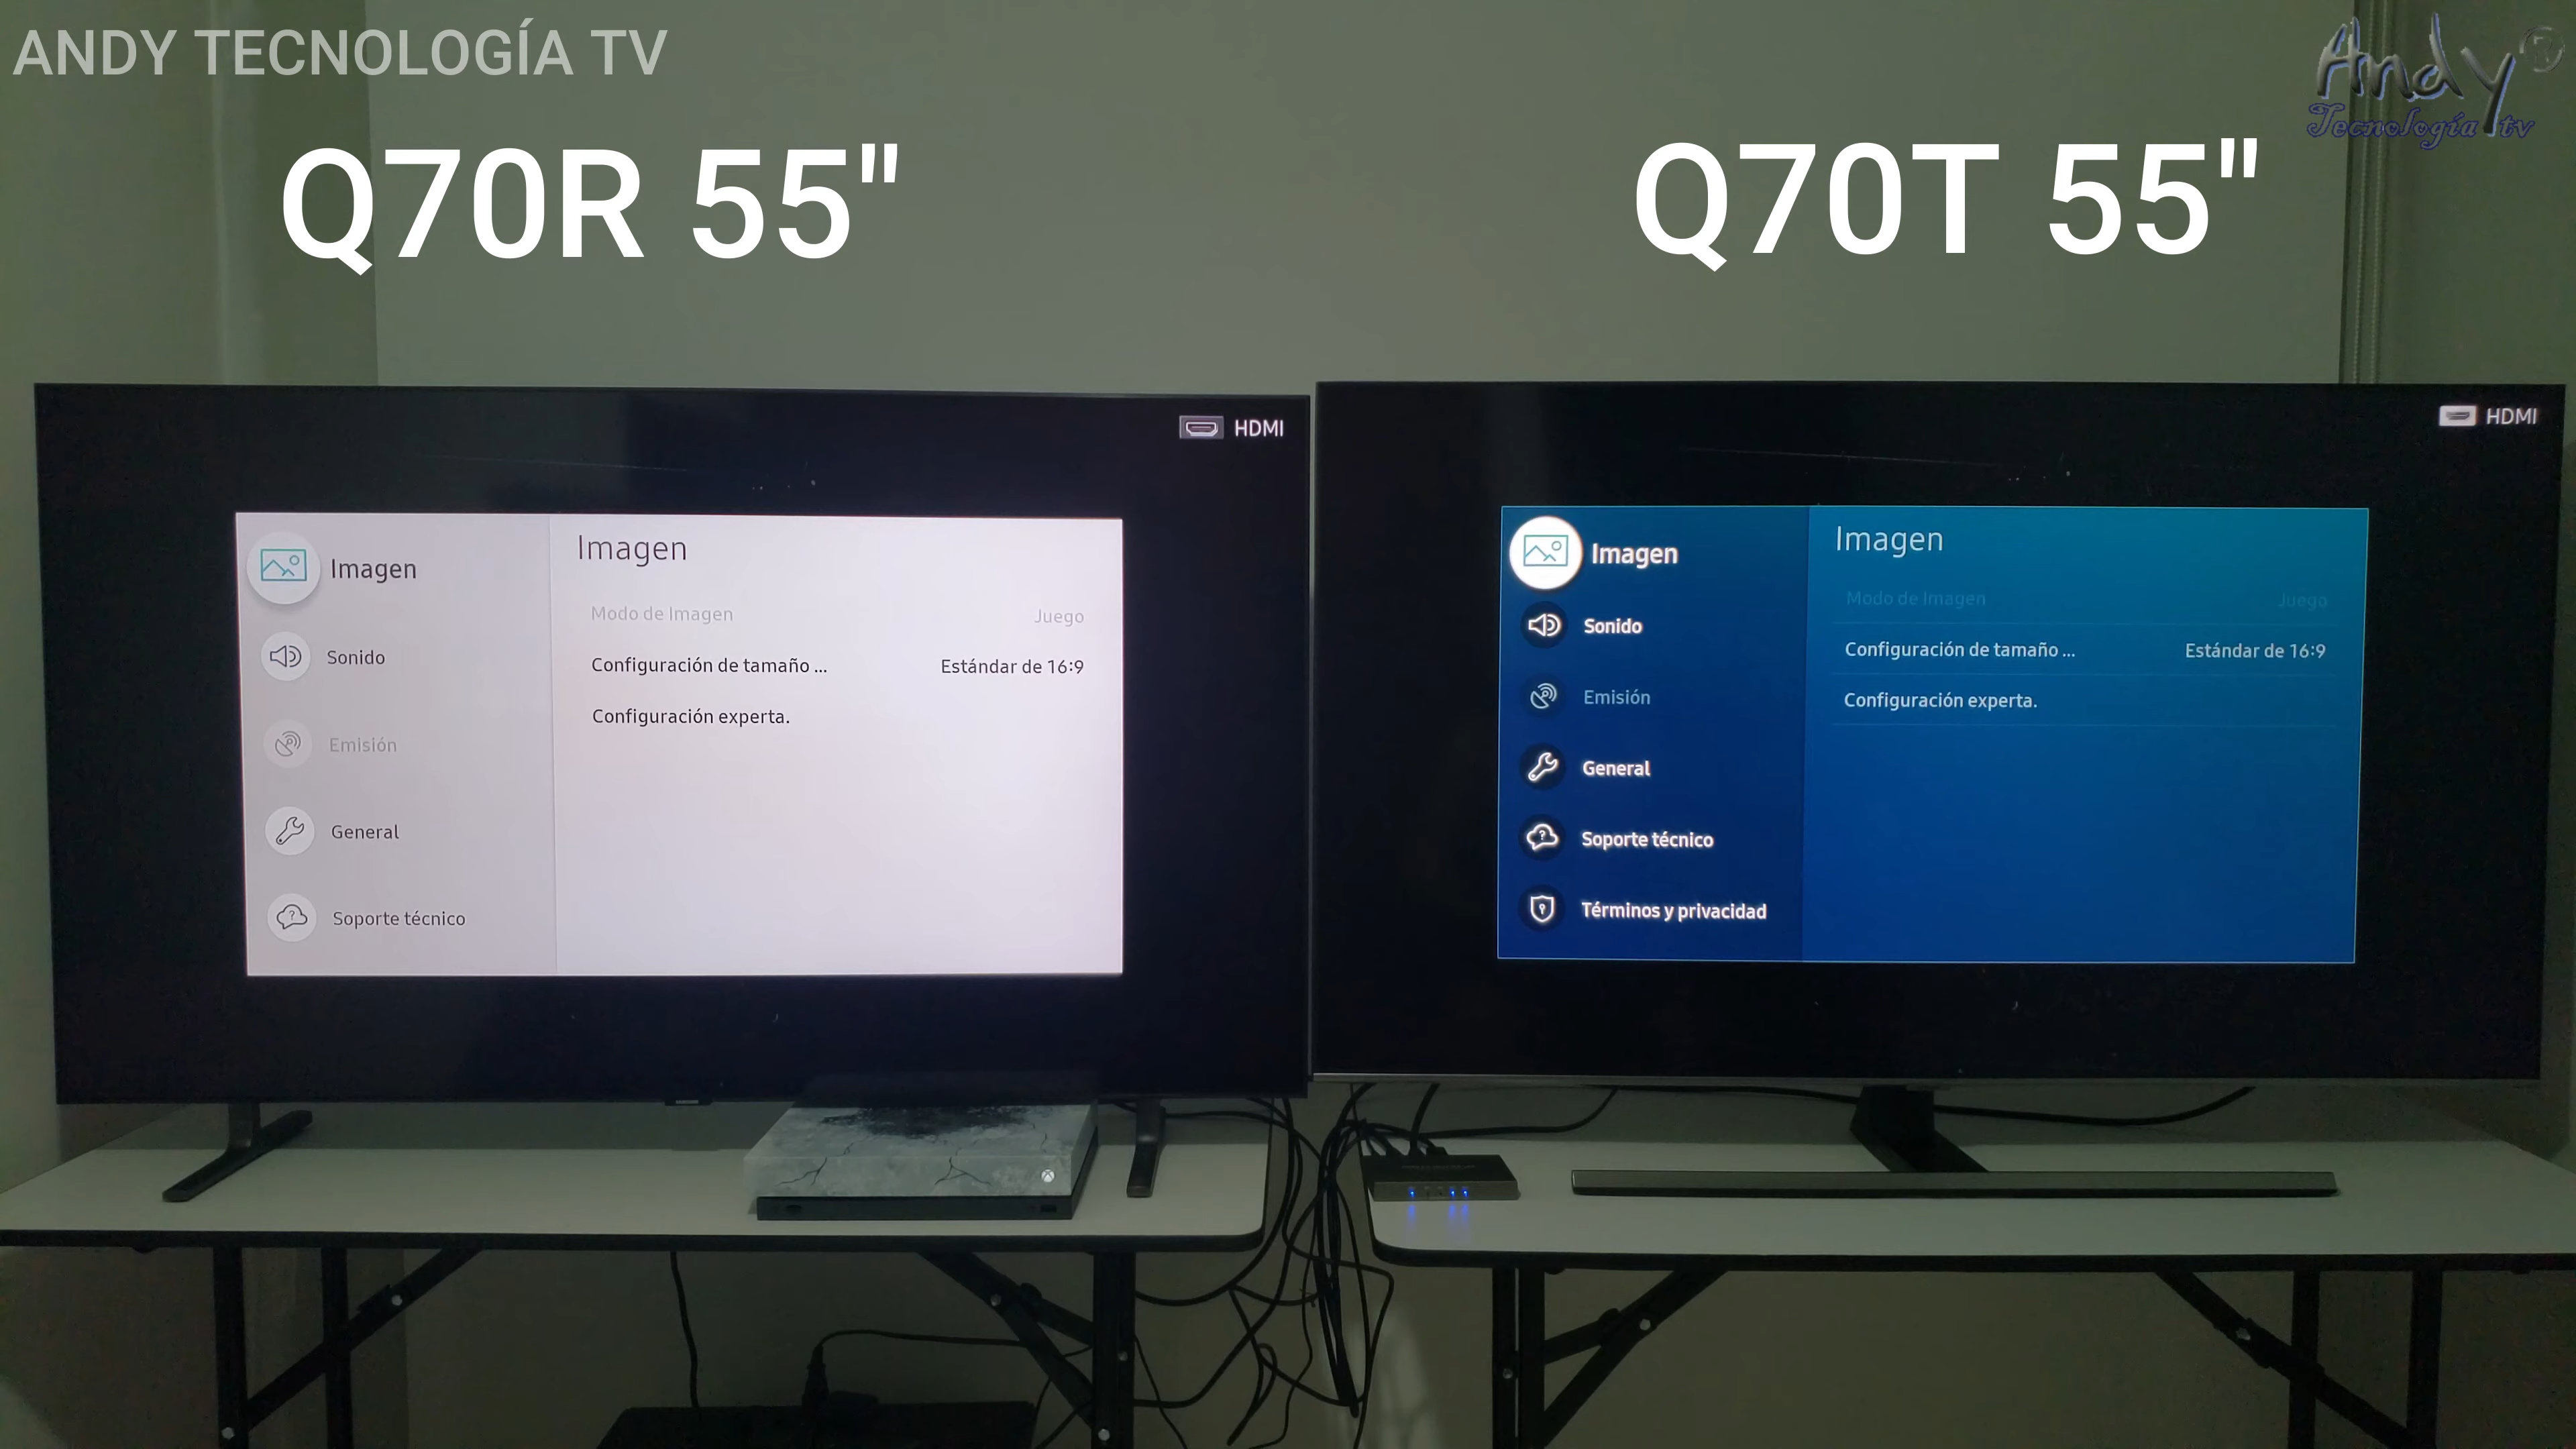 ANDY TECNOLOGÍA TV
Andy ®
Tecnología tv
Q70R 55"
Q70T 55"
HDMI
Imagen
Sonido
Emisión
General
Soporte técnico
Imagen
Modo de Imagen Juego
Configuración de tamaño ... Estándar de 16:9
Configuración experta.
HDMI
Imagen
Sonido
Emisión
General
Soporte técnico
Términos y privacidad
Imagen
Modo de Imagen Juego
Configuración de tamaño ... Estándar de 16:9
Configuración experta.